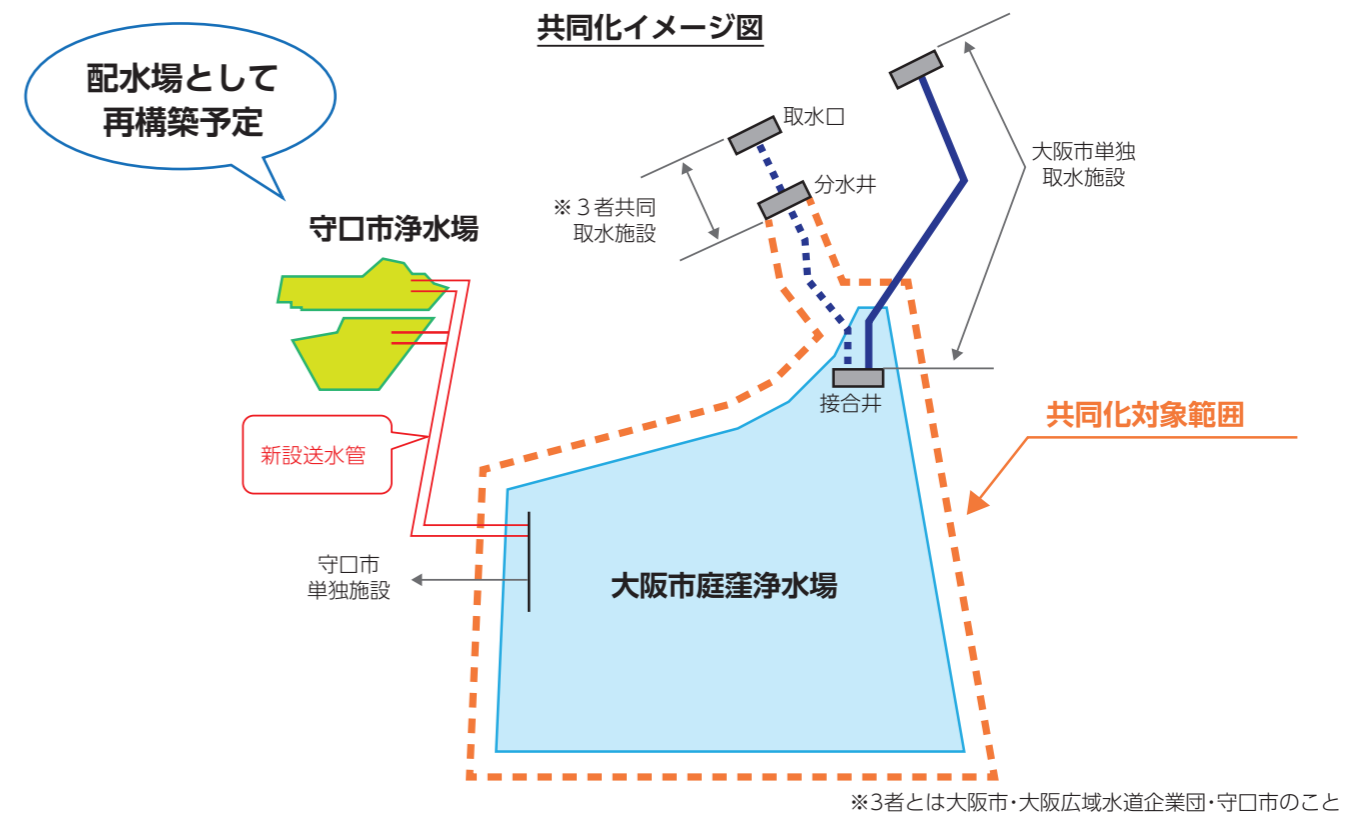 共同化イメージ図
配水場として
再構築予定
取水口
分水井
※３者共同
取水施設
大阪市単独
取水施設
守口市浄水場
接合井
共同化対象範囲
新設送水管
守口市
単独施設
大阪市庭窪浄水場
※3者とは大阪市・大阪広域水道企業団・守口市のこと